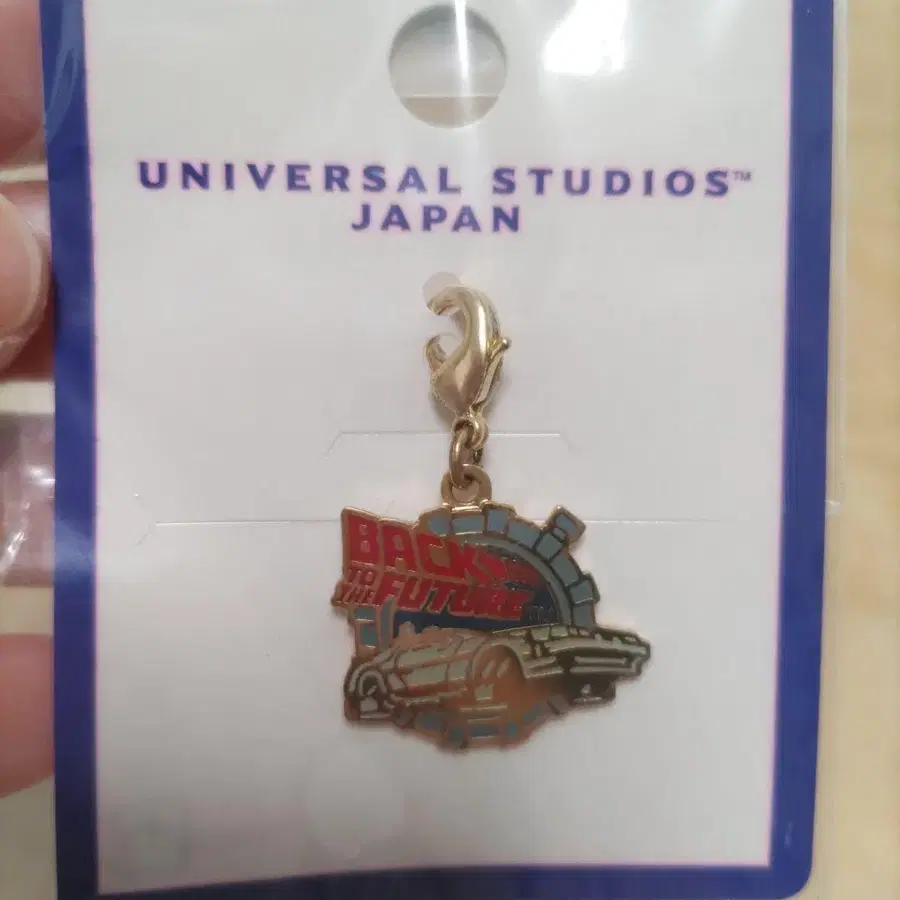 UNIVERSAL STUDIOS™
JAPAN
BACK
TO THE FUTURE